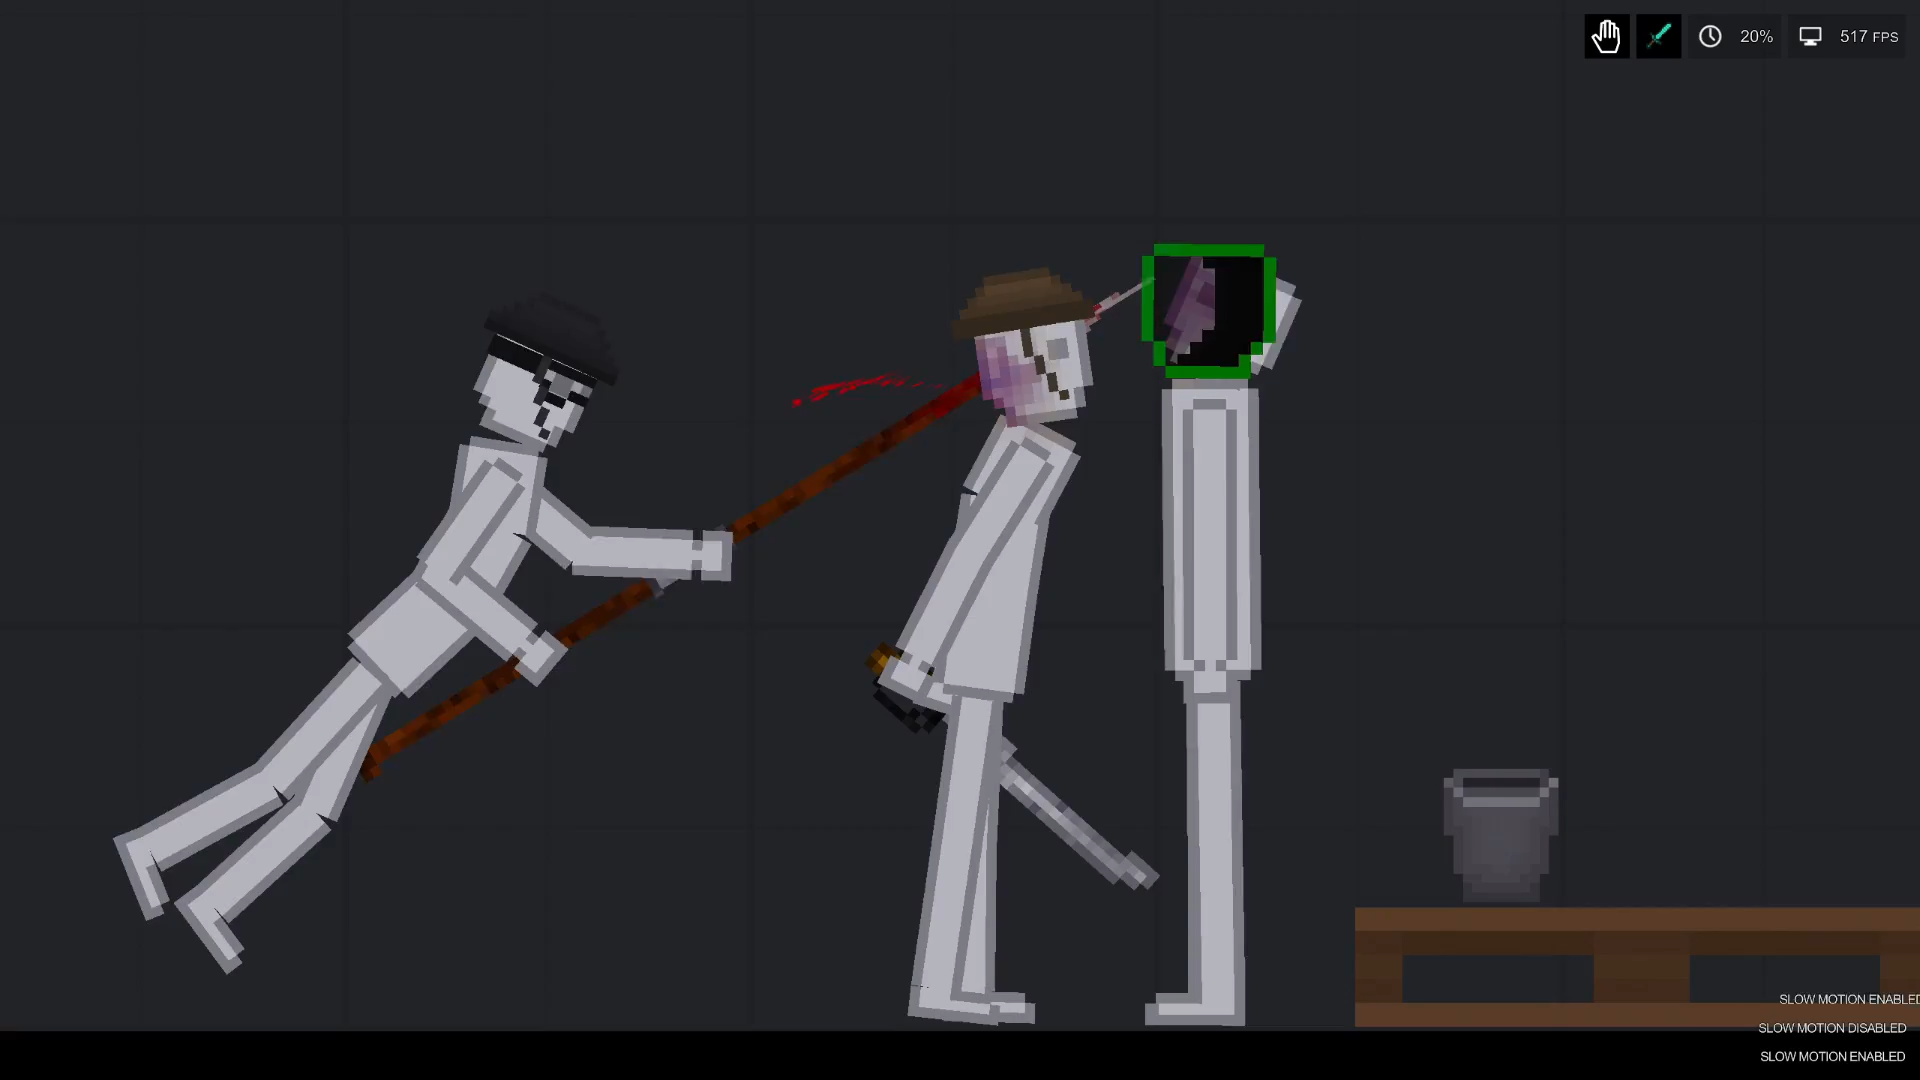 20%
517 FPS
SLOW MOTION ENABLED
SLOW MOTION DISABLED
SLOW MOTION ENABLED